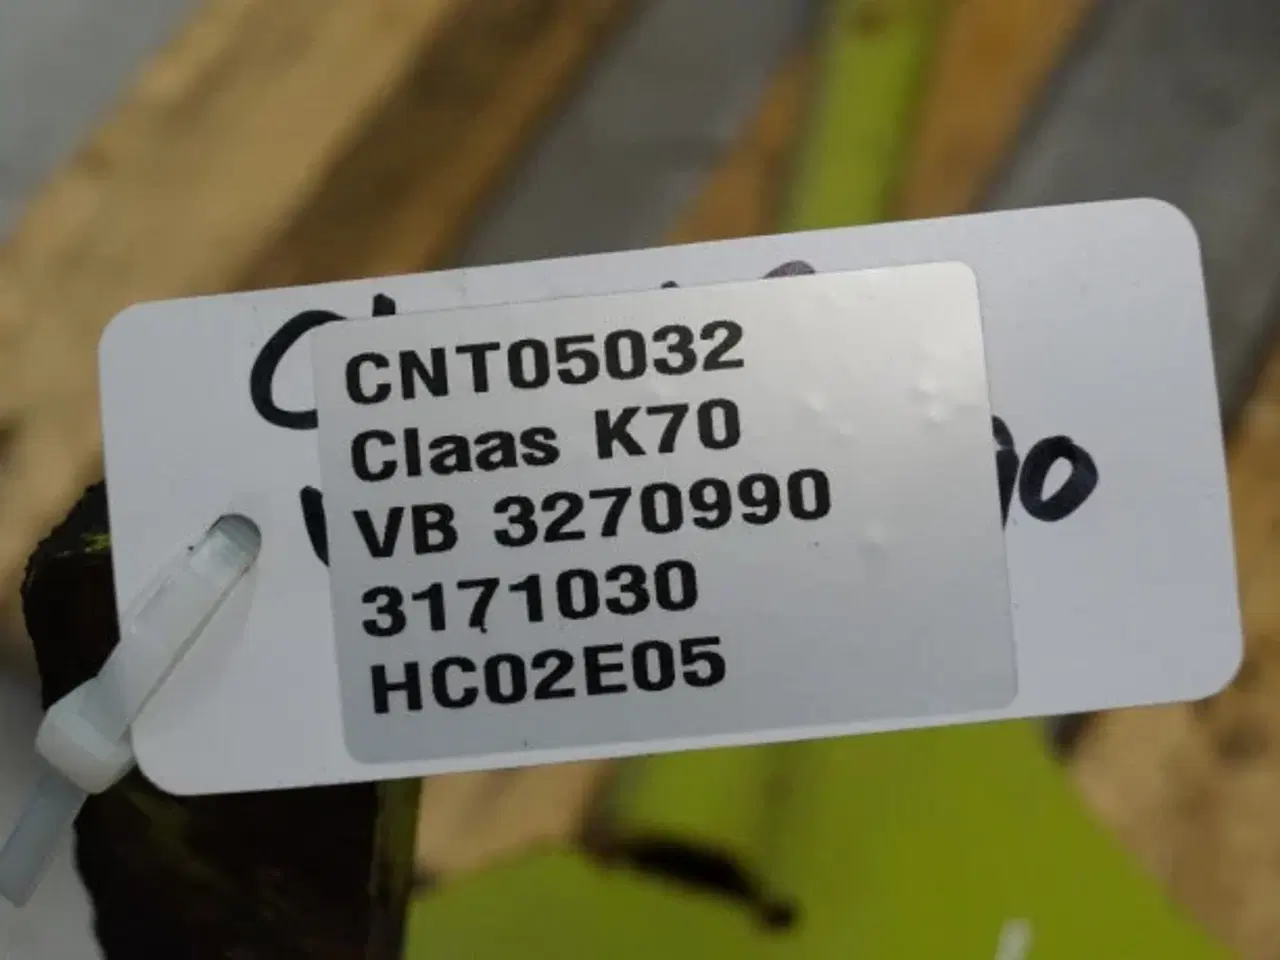 CNT05032
Claas K70
VB 3270990
3171030
HC02E05